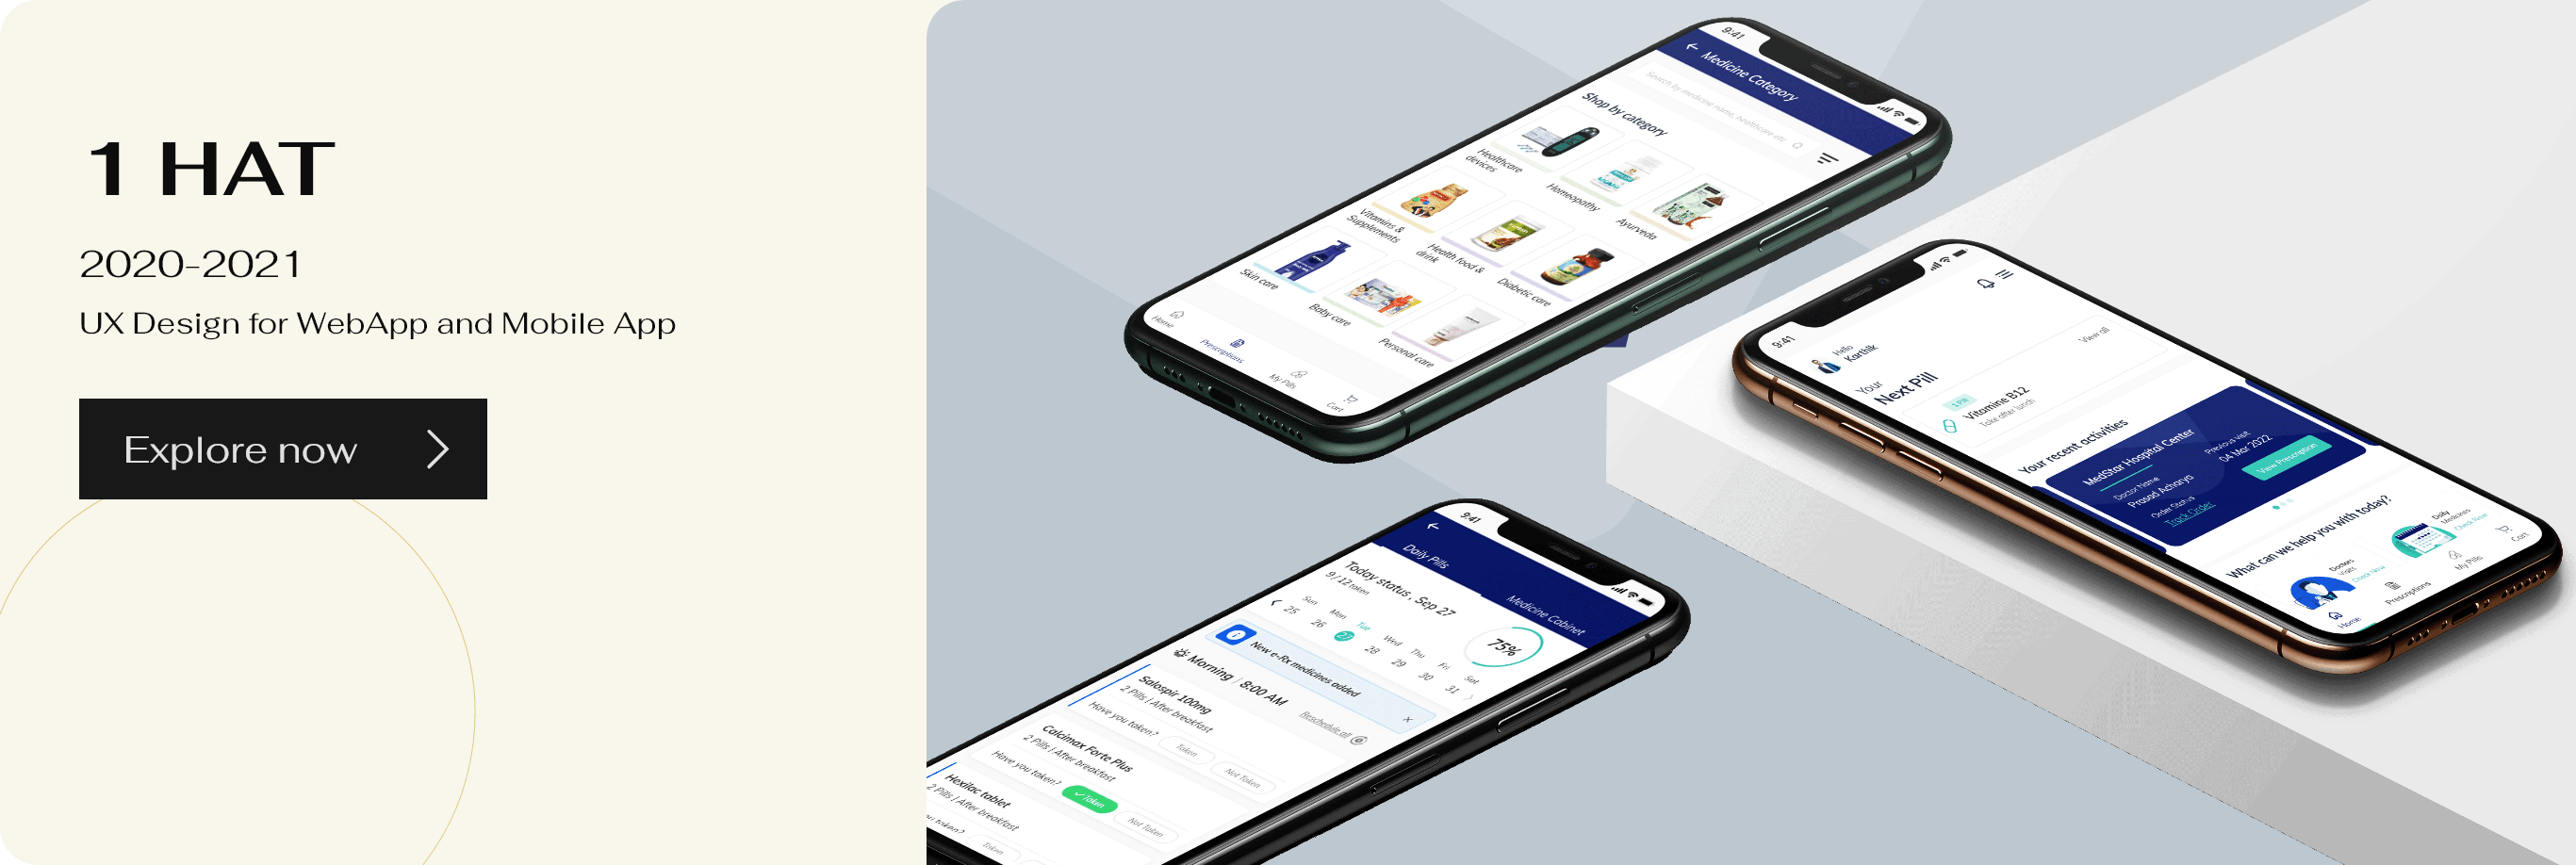 1 HAT
2020-2021
UX Design for WebApp and Mobile App
Explore now
9:41
Medicine Category
Search by medicine name, healthcare etc
Shop by category
Healthcare
devices
Homeopathy
Ayurveda
Vitamins &
Supplements
Health food &
drink
Diabetic care
Skin care
Baby care
Personal care
Home
Prescriptions
My Pills
Cart
9:41
Hello
Karthik
Your
Next Pill
View all
1 Pill
Vitamine B12
Take after lunch
Your recent activities
MedStar Hospital Center
Doctor Name
Prasad Acharya
Order Status
Track Order
Previous visit
04 Mar 2022
View Prescription
What can we help you with today?
Doctors
Visits
Check Now
Daily
Medicines
Check Now
Home
Prescriptions
My Pills
Cart
9:41
Daily Pills
Medicine Cabinet
Today status, Sep 27
9 / 12 taken
75%
Sun Mon Tue Wed Thu Fri Sat
25 26 27 28 29 30 31
New e-Rx medicines added
Morning | 8:00 AM
Reschedule all
Salospir 100mg
2 Pills | After breakfast
Have you taken?
Taken
Not Taken
Calcimax Forte Plus
2 Pills | After breakfast
Have you taken?
Taken
Not Taken
Hexilac tablet
2 Pills | After breakfast
Taken